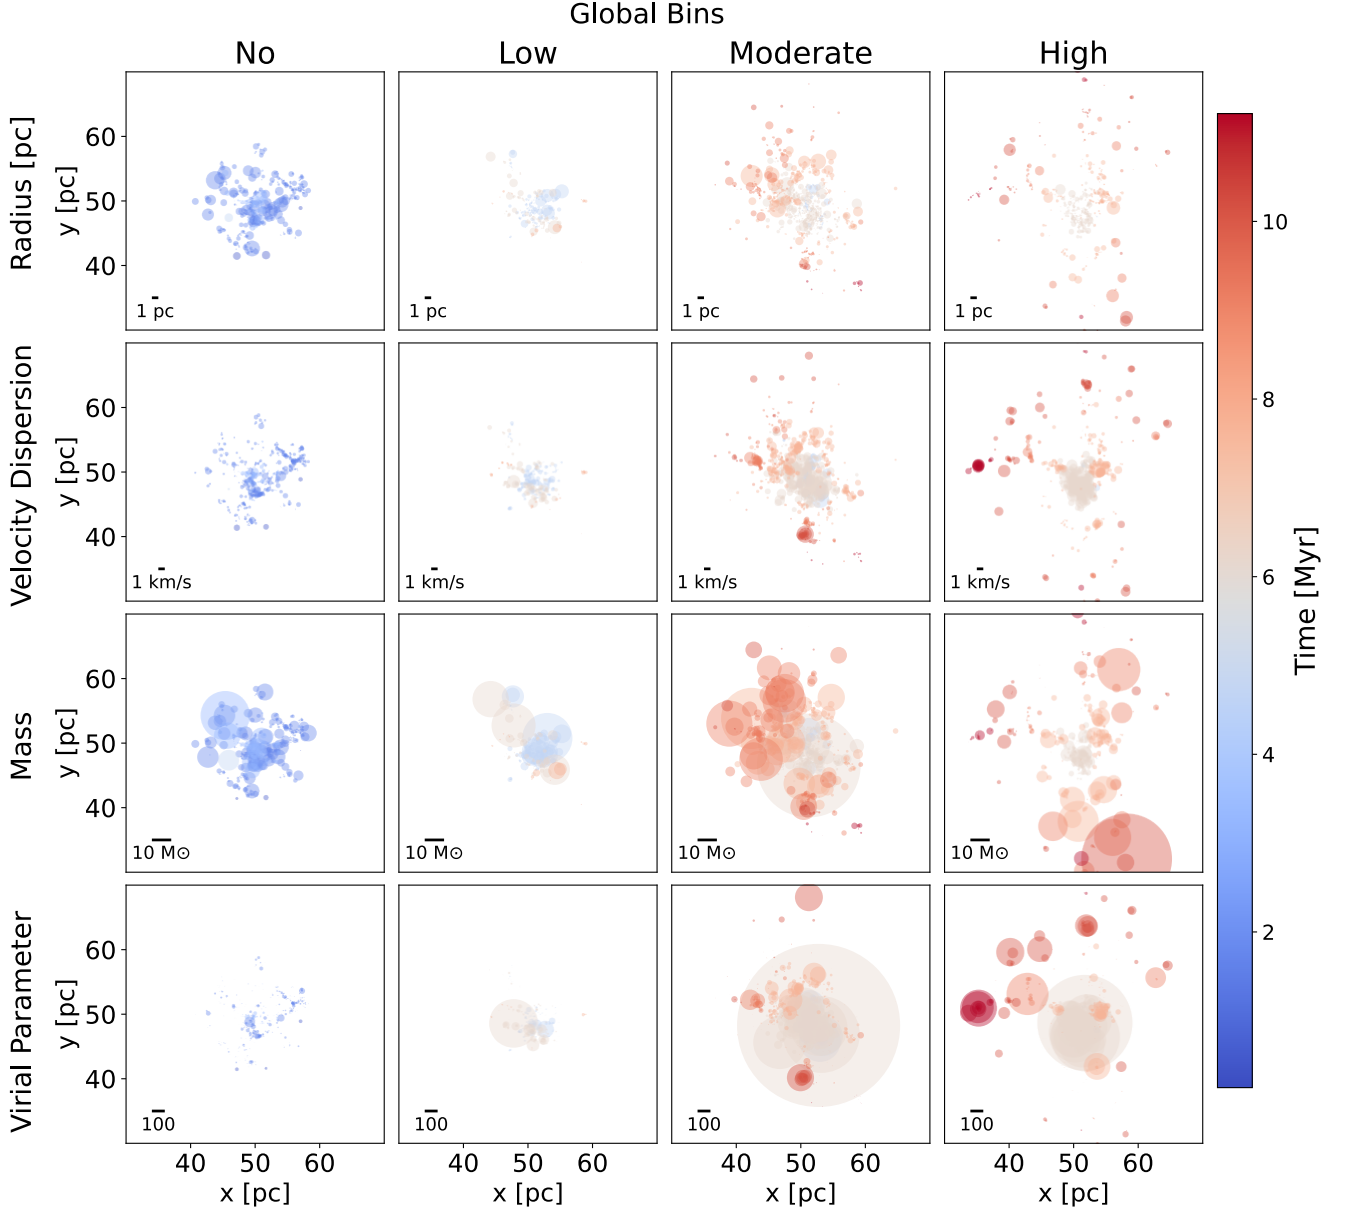 Global Bins
No Low Moderate High
Radius [pc]
y [pc]
60
50
40
1 pc
1 pc
1 pc
1 pc
Velocity Dispersion
y [pc]
60
50
40
1 km/s
1 km/s
1 km/s
1 km/s
Mass
y [pc]
60
50
40
10 M⊙
10 M⊙
10 M⊙
10 M⊙
Virial Parameter
y [pc]
60
50
40
100
100
100
100
40 50 60
40 50 60
40 50 60
40 50 60
x [pc]
x [pc]
x [pc]
x [pc]
10
8
6
4
2
Time [Myr]